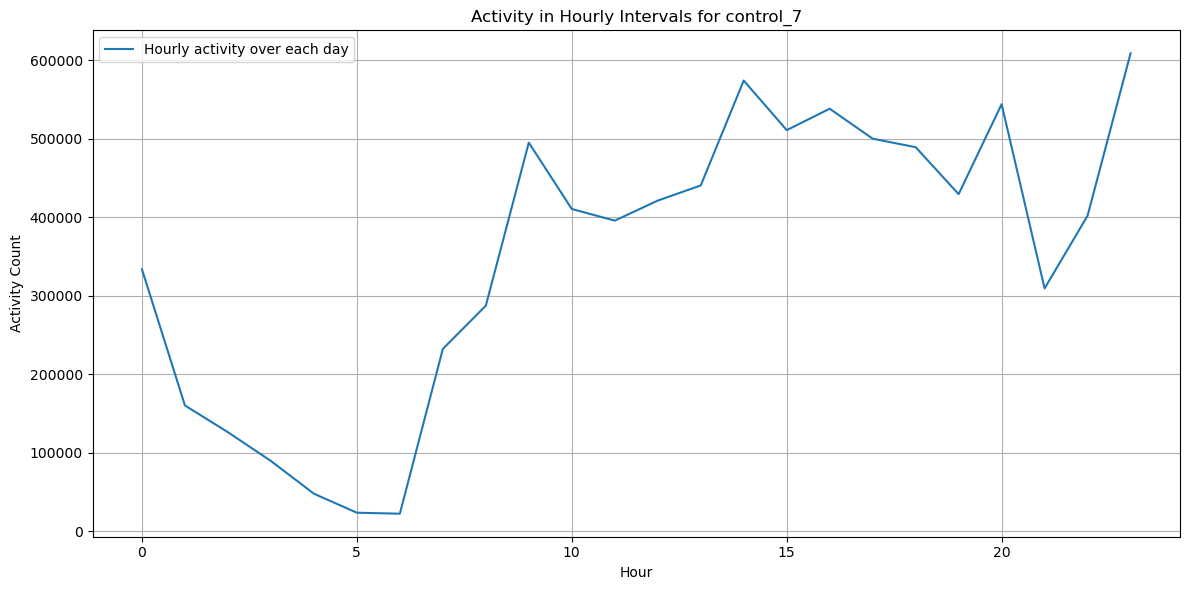 Activity in Hourly Intervals for control_7
Hourly activity over each day
Activity Count
600000
500000
400000
300000
200000
100000
0
0 5 10 15 20
Hour